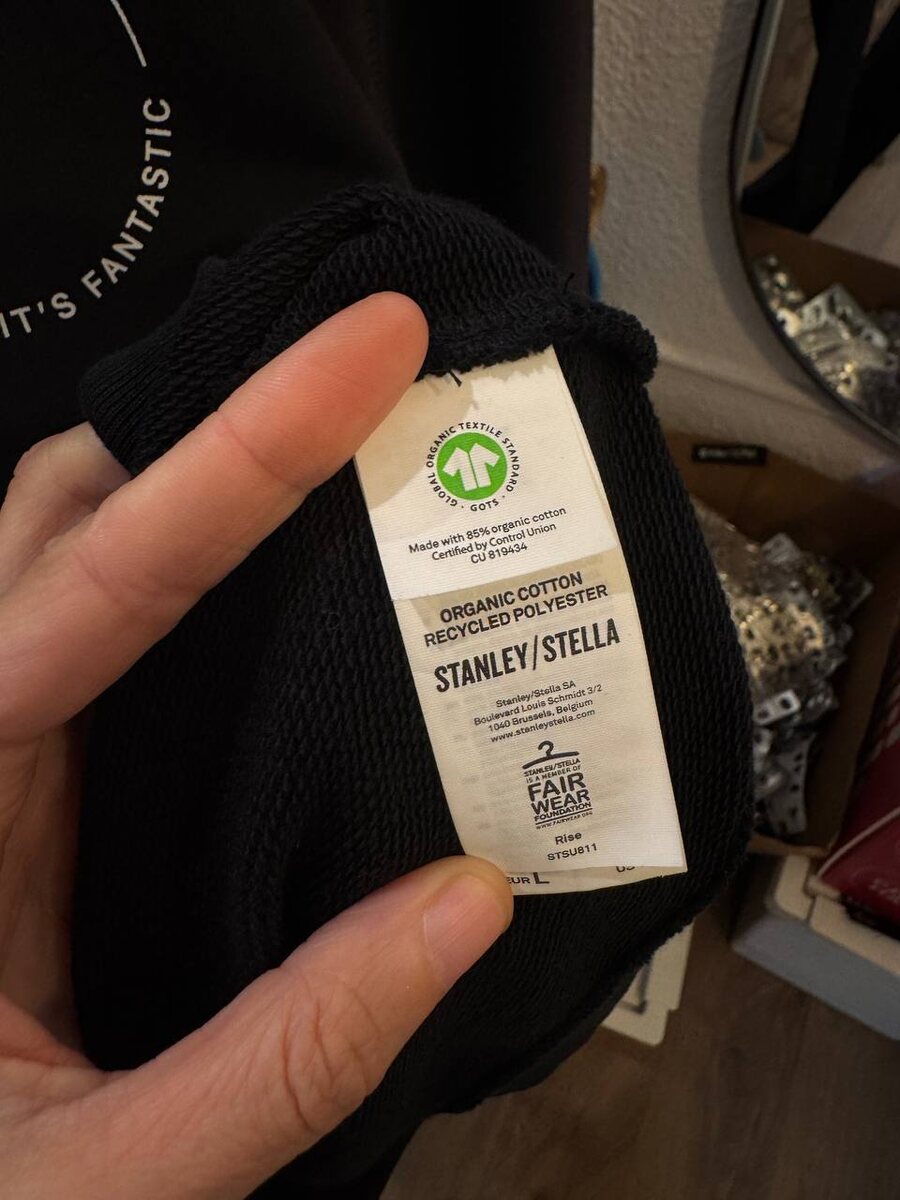 IT'S FANTASTIC
GLOBAL ORGANIC TEXTILE STANDARD
· GOTS ·
Made with 85% organic cotton
Certified by Control Union
CU 819434
ORGANIC COTTON
RECYCLED POLYESTER
STANLEY/STELLA
Stanley/Stella SA
Boulevard Louis Schmidt 3/2
1040 Brussels, Belgium
www.stanleystella.com
STANLEY/STELLA
IS A MEMBER OF
FAIR
WEAR
FOUNDATION
WWW.FAIRWEAR.ORG
Rise
STSU811
EUR L